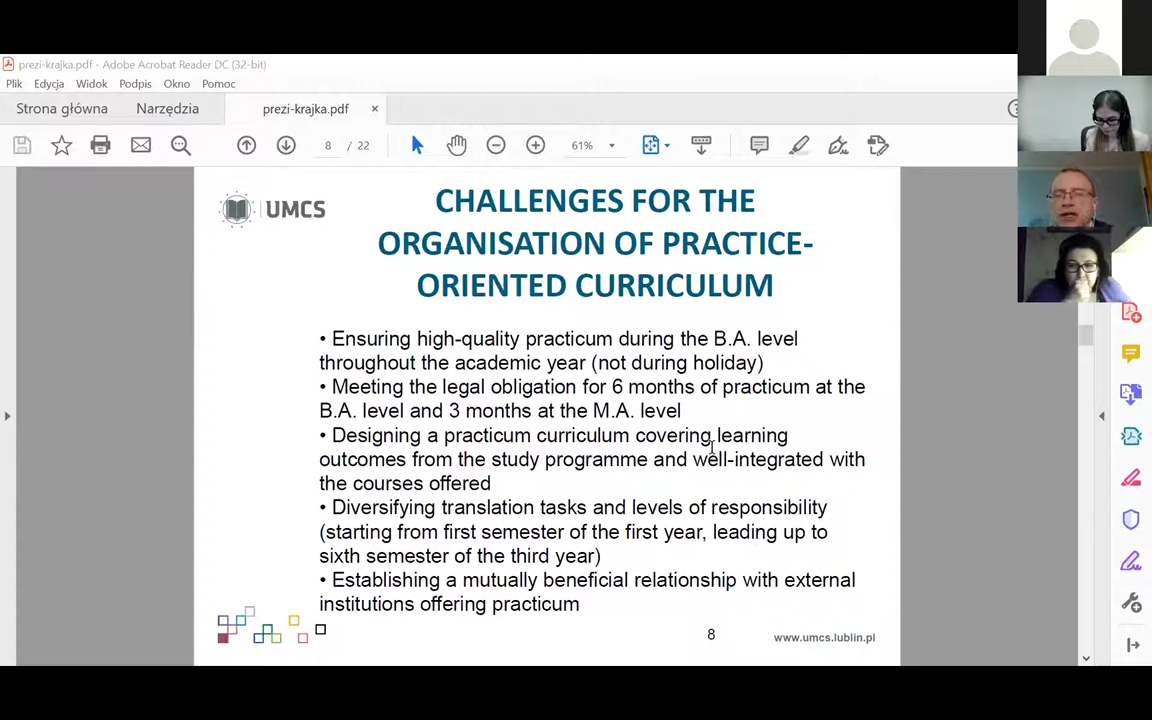 prezi-krajka.pdf - Adobe Acrobat Reader DC (32-bit)
Plik Edycja Widok Podpis Okno Pomoc
Strona główna Narzędzia prezi-krajka.pdf ×
8 / 22 61%
UMCS
CHALLENGES FOR THE
ORGANISATION OF PRACTICE-
ORIENTED CURRICULUM
• Ensuring high-quality practicum during the B.A. level
throughout the academic year (not during holiday)
• Meeting the legal obligation for 6 months of practicum at the
B.A. level and 3 months at the M.A. level
• Designing a practicum curriculum covering learning
outcomes from the study programme and well-integrated with
the courses offered
• Diversifying translation tasks and levels of responsibility
(starting from first semester of the first year, leading up to
sixth semester of the third year)
• Establishing a mutually beneficial relationship with external
institutions offering practicum
8
www.umcs.lublin.pl